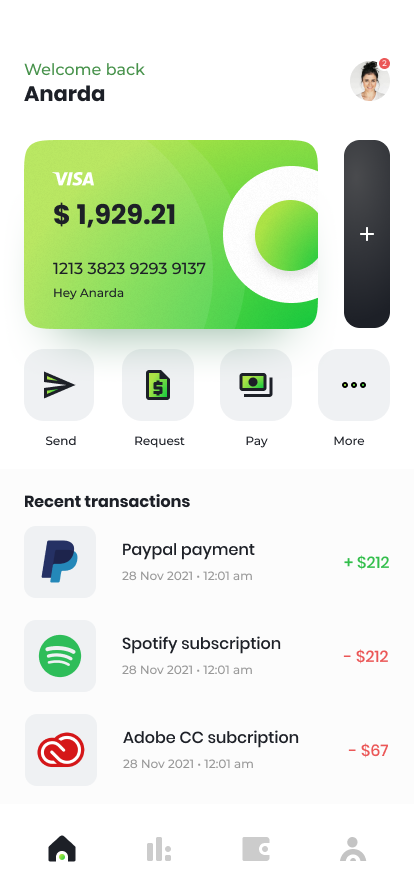 Welcome back
Anarda
2
VISA
$ 1,929.21
1213 3823 9293 9137
Hey Anarda
+
Send
Request
Pay
More
Recent transactions
Paypal payment
28 Nov 2021 • 12:01 am
+ $212
Spotify subscription
28 Nov 2021 • 12:01 am
- $212
Adobe CC subcription
28 Nov 2021 • 12:01 am
- $67